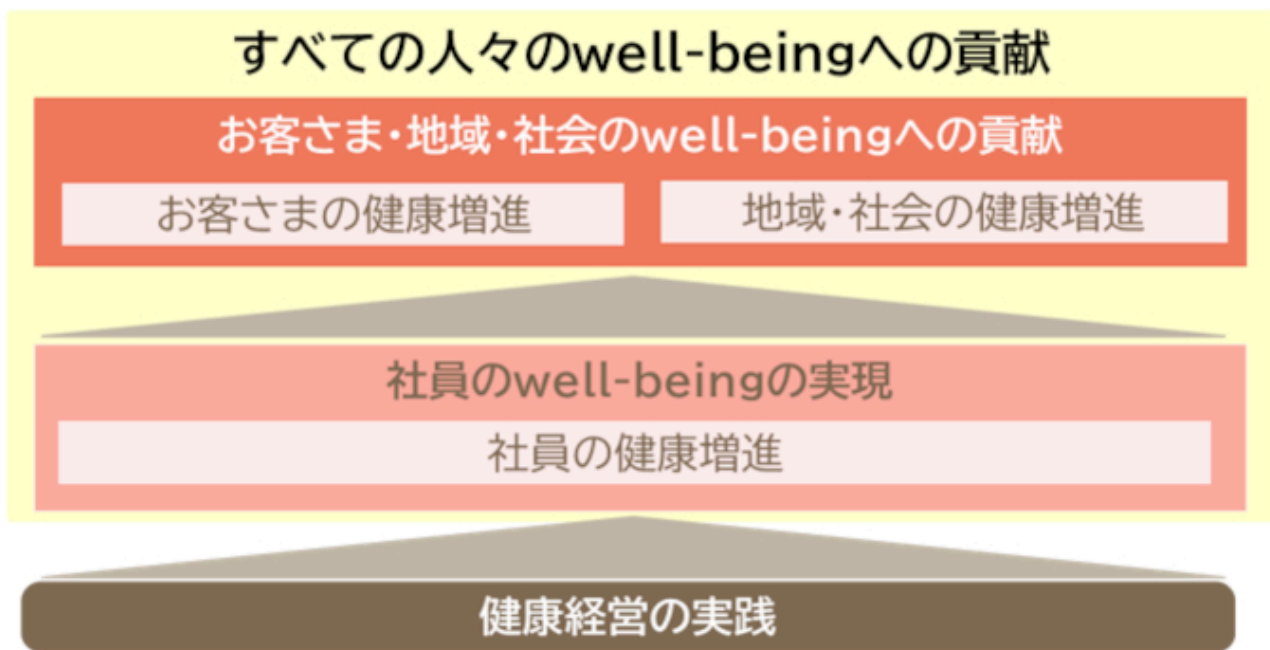 すべての人々のwell-beingへの貢献
お客さま・地域・社会のwell-beingへの貢献
お客さまの健康増進
地域・社会の健康増進
社員のwell-beingの実現
社員の健康増進
健康経営の実践